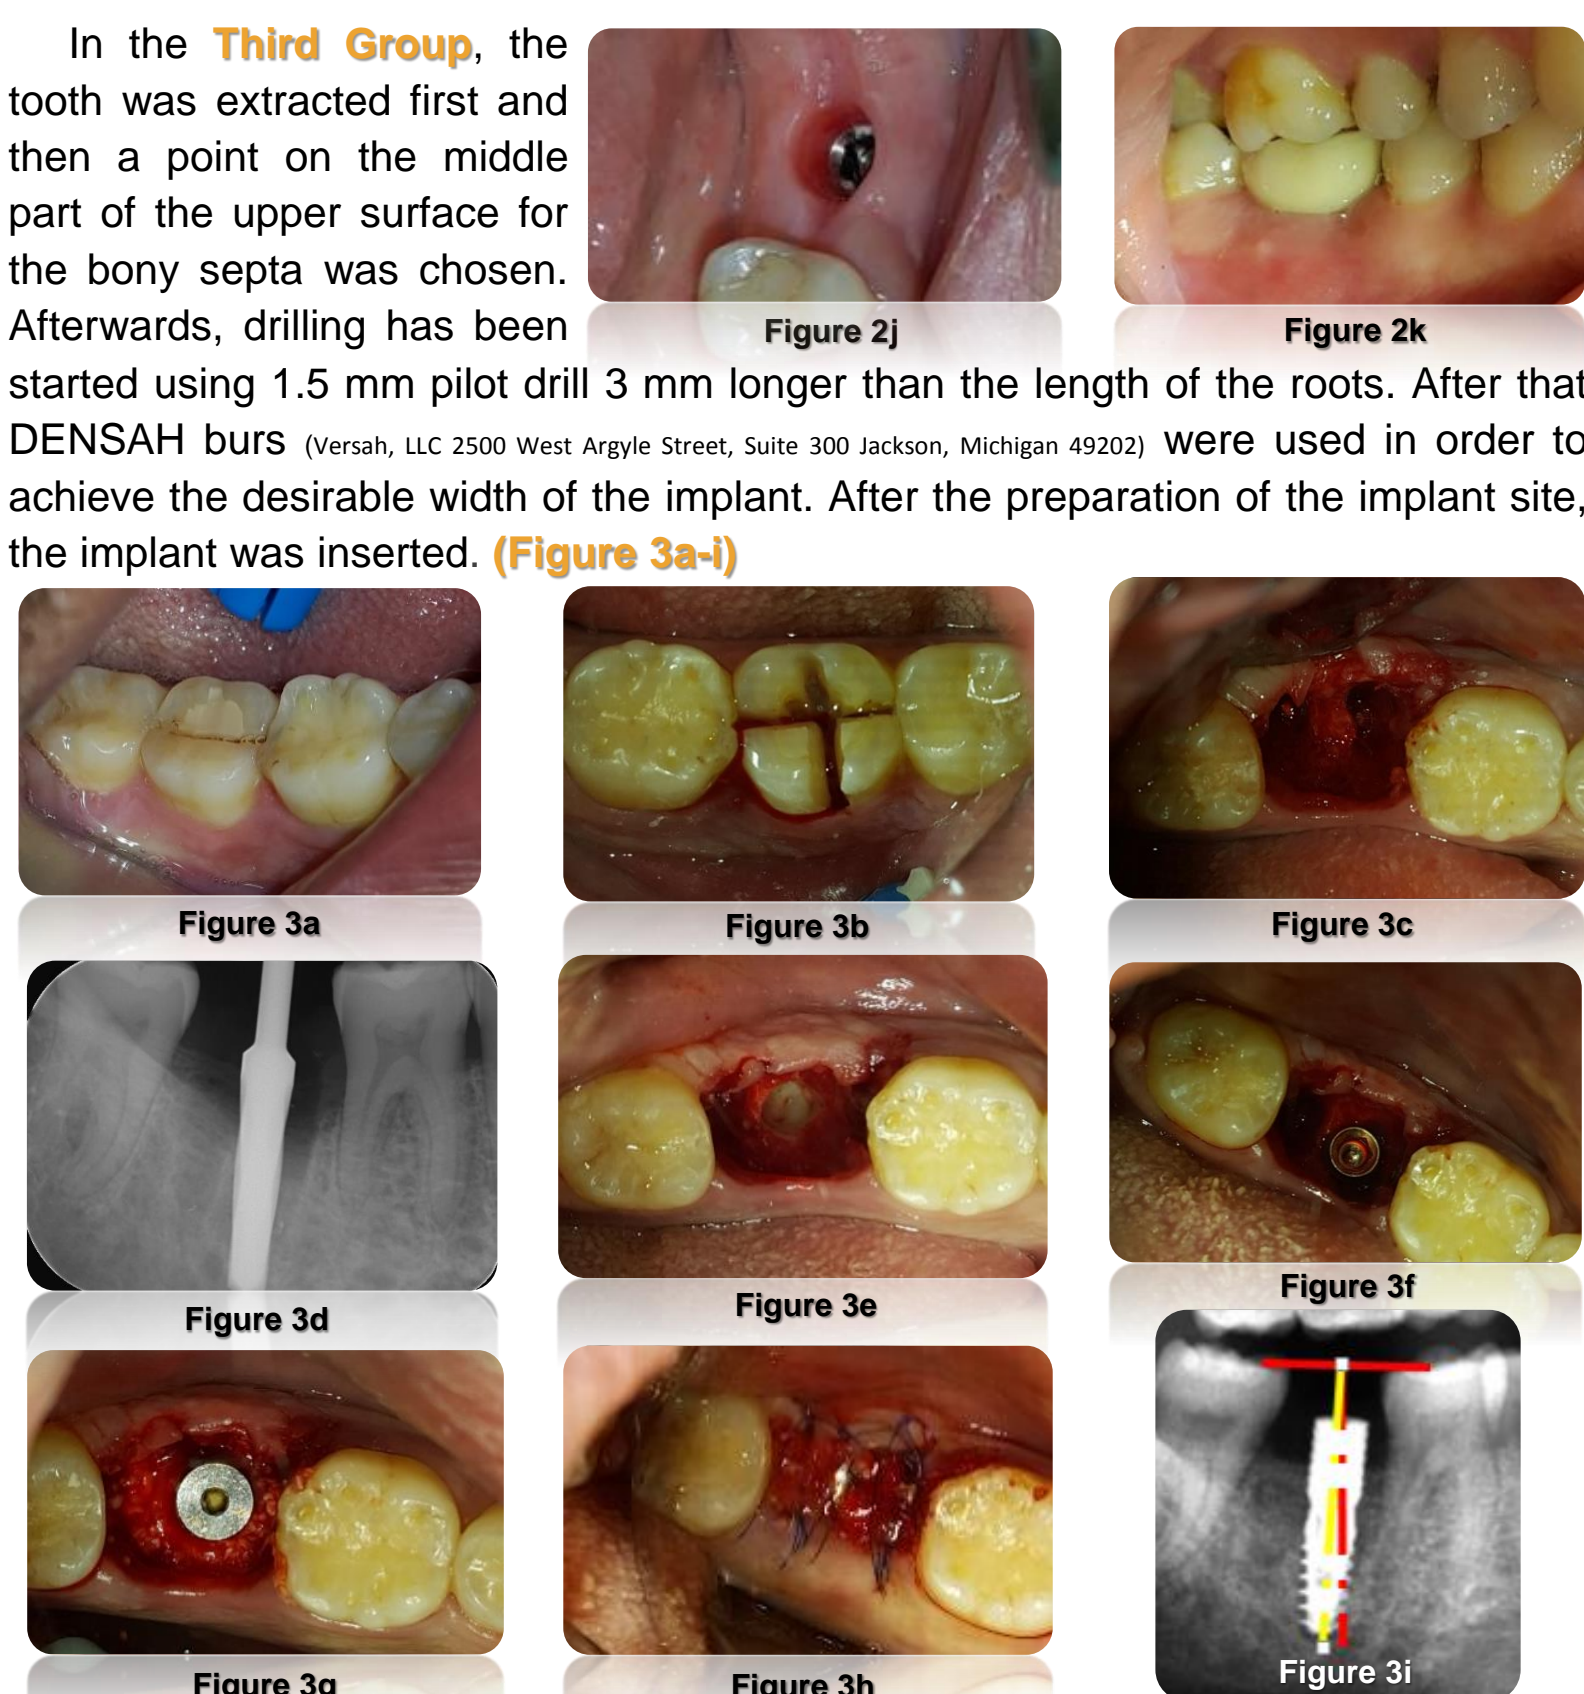 In the Third Group, the
tooth was extracted first and
then a point on the middle
part of the upper surface for
the bony septa was chosen.
Afterwards, drilling has been
Figure 2j
Figure 2k
started using 1.5 mm pilot drill 3 mm longer than the length of the roots. After that
DENSAH burs (Versah, LLC 2500 West Argyle Street, Suite 300 Jackson, Michigan 49202) were used in order to
achieve the desirable width of the implant. After the preparation of the implant site,
the implant was inserted. (Figure 3a-i)
Figure 3a
Figure 3b
Figure 3c
Figure 3d
Figure 3e
Figure 3f
Figure 3g
Figure 3h
Figure 3i